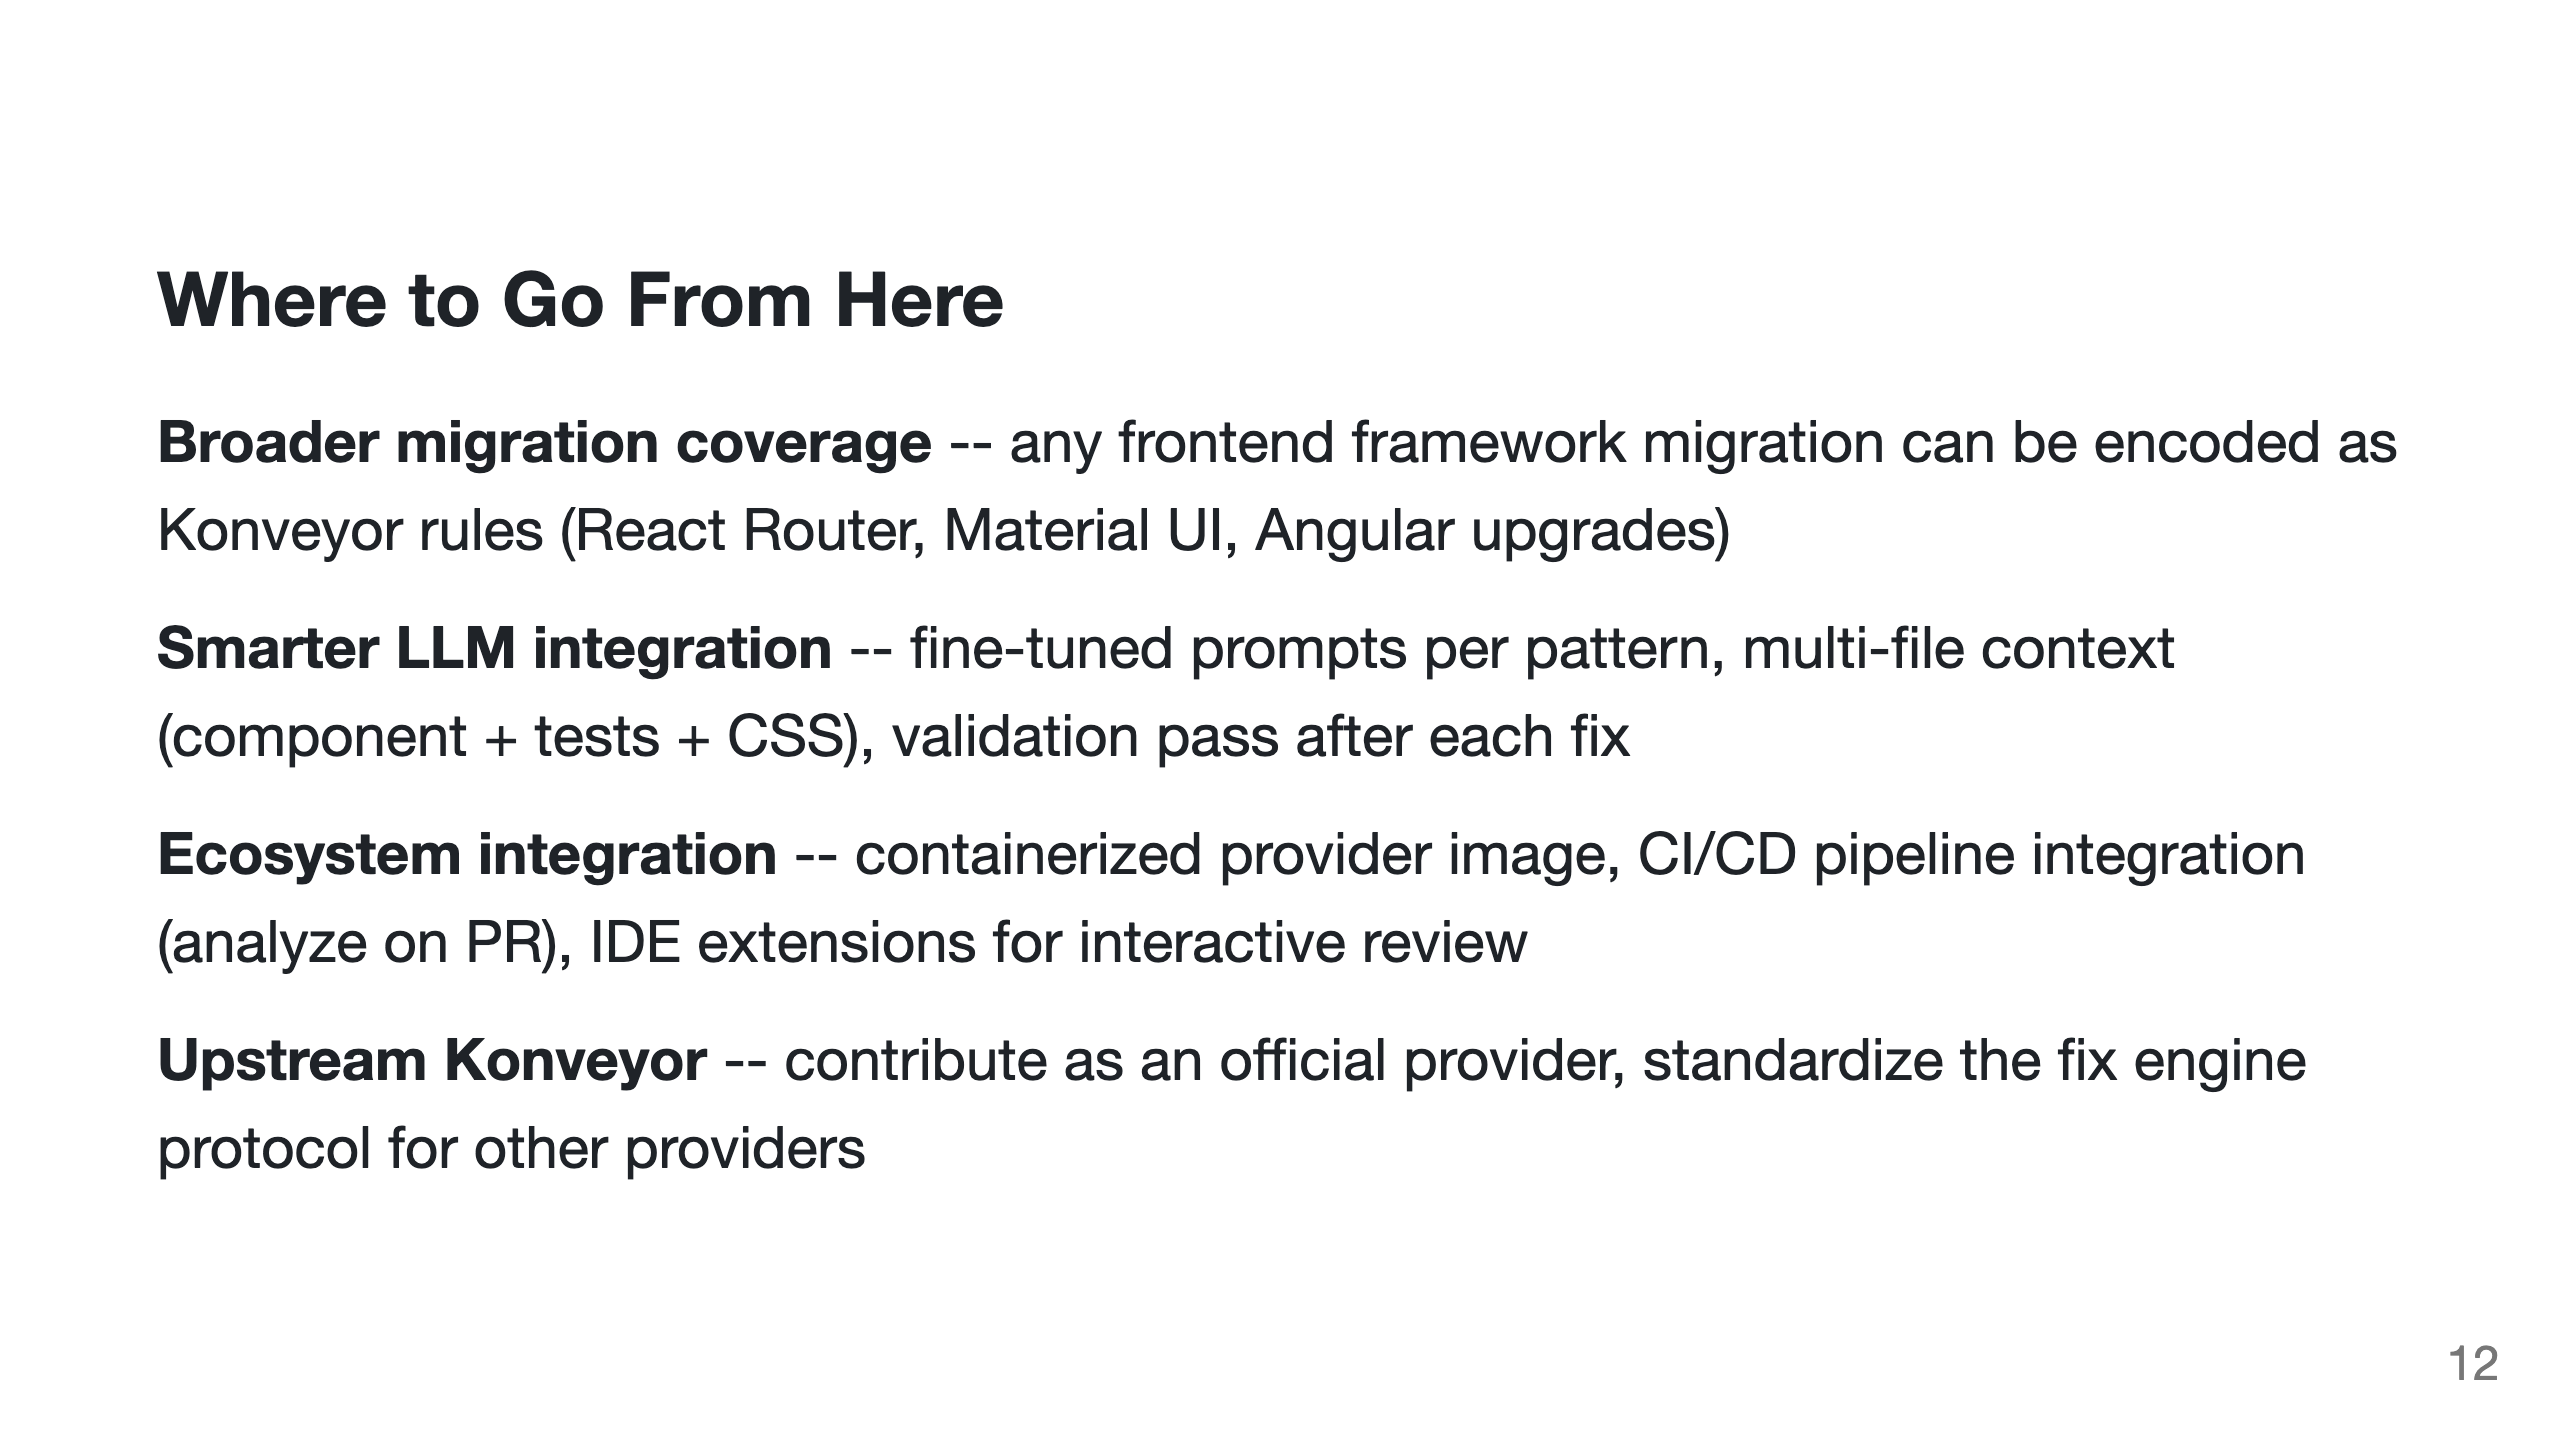 Where to Go From Here
Broader migration coverage -- any frontend framework migration can be encoded as
Konveyor rules (React Router, Material UI, Angular upgrades)
Smarter LLM integration -- fine-tuned prompts per pattern, multi-file context
(component + tests + CSS), validation pass after each fix
Ecosystem integration -- containerized provider image, CI/CD pipeline integration
(analyze on PR), IDE extensions for interactive review
Upstream Konveyor -- contribute as an official provider, standardize the fix engine
protocol for other providers
12